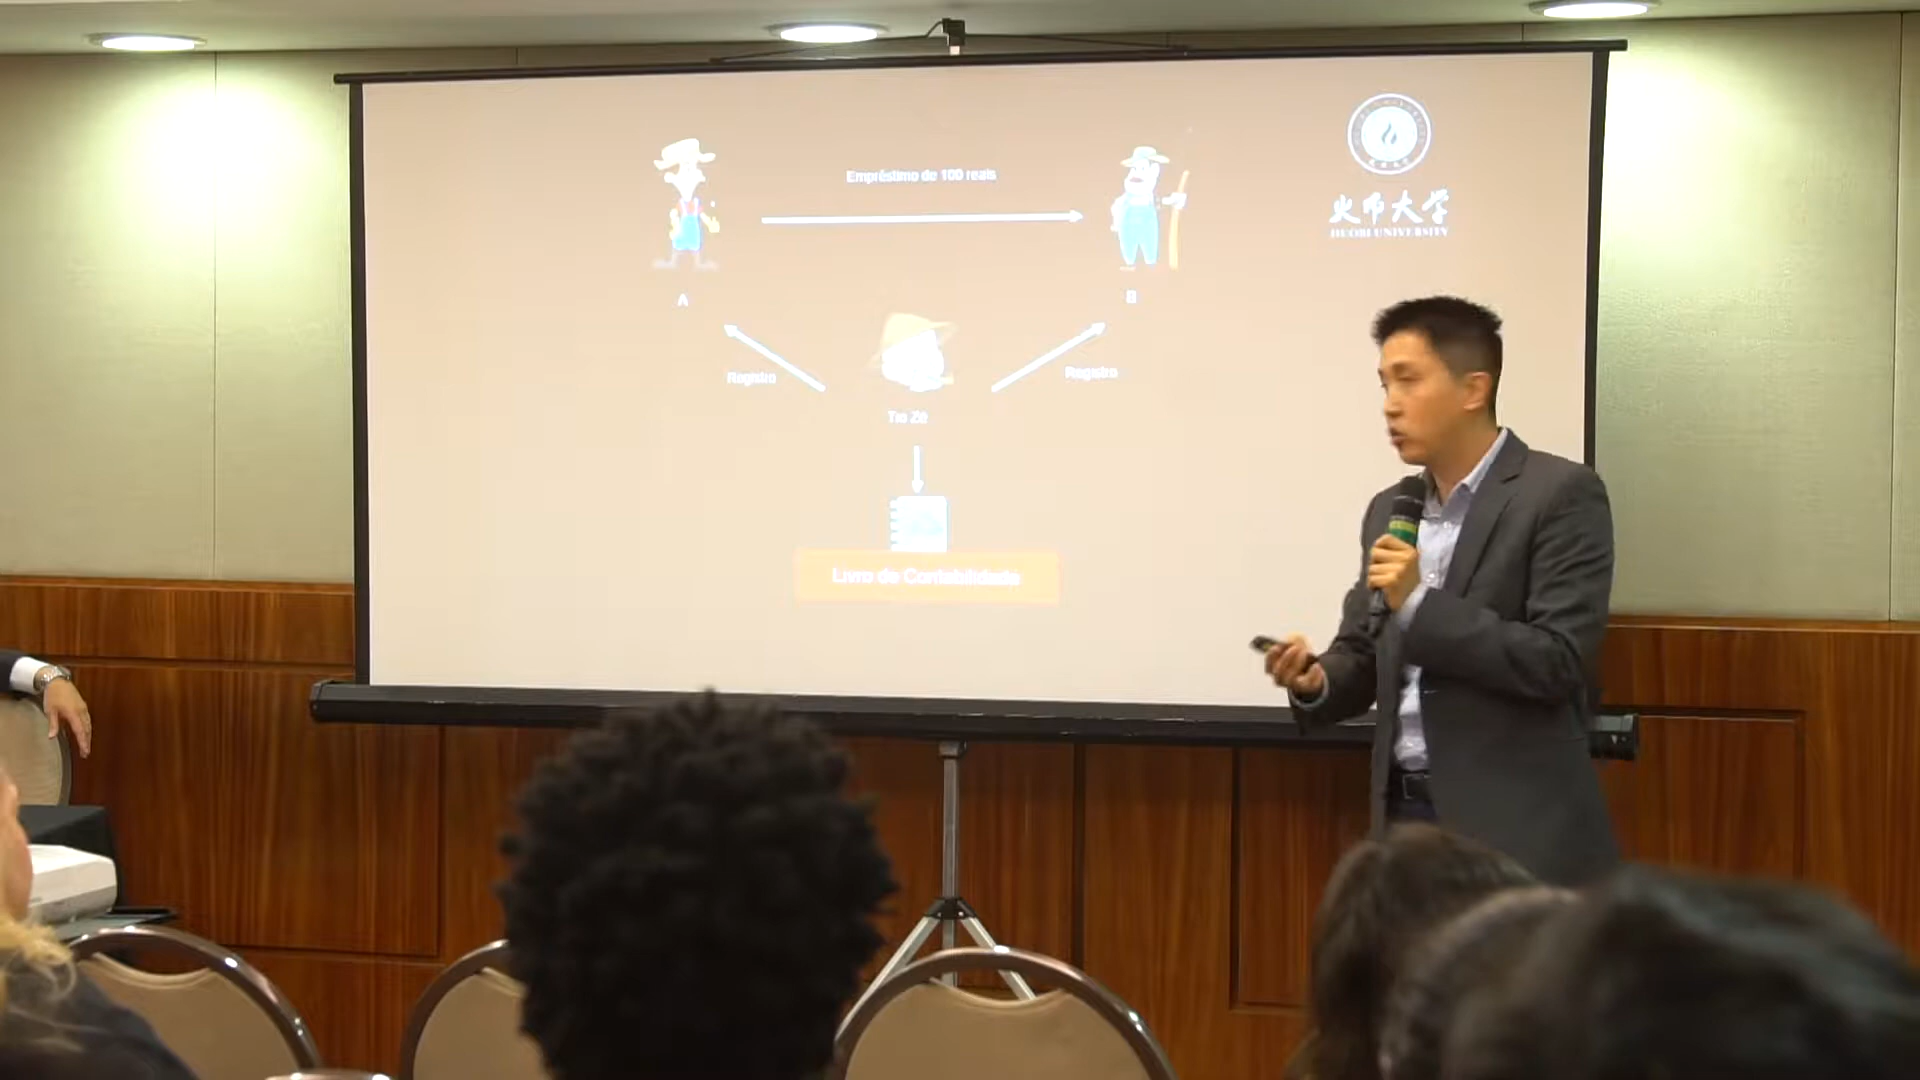 Empréstimo de 100 reais
火币大学
HUOBI UNIVERSITY
A
B
Registro
Registro
Tio Zé
Livro de Contabilidade